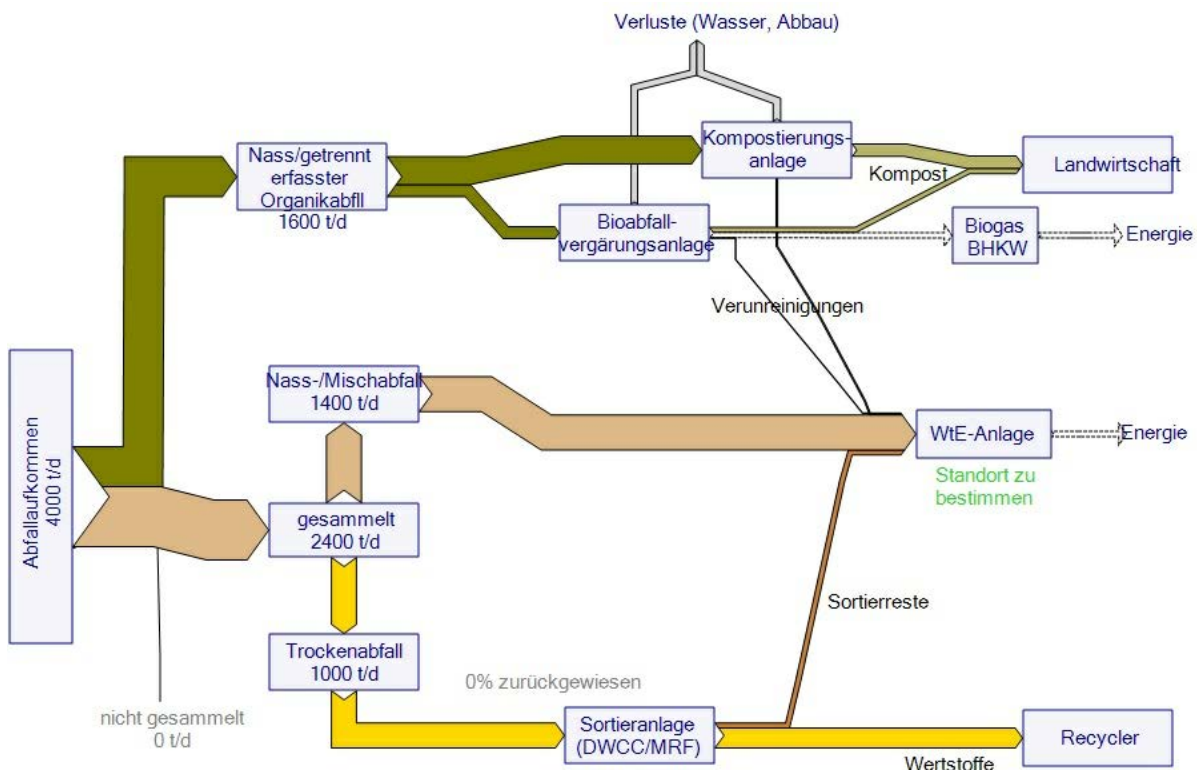 Verluste (Wasser, Abbau)
Nass/getrennt
erfasster
Organikabfll
1600 t/d
Kompostierungs-
anlage
Kompost
Landwirtschaft
Bioabfall-
vergärungsanlage
Biogas
BHKW
Energie
Verunreinigungen
Abfallaufkommen
4000 t/d
Nass-/Mischabfall
1400 t/d
WtE-Anlage
Energie
Standort zu
bestimmen
gesammelt
2400 t/d
Sortierreste
Trockenabfall
1000 t/d
0% zurückgewiesen
nicht gesammelt
0 t/d
Sortieranlage
(DWCC/MRF)
Recycler
Wertstoffe